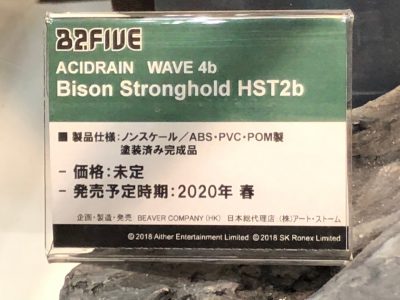 B2FIVE
ACIDRAIN WAVE 4b
Bison Stronghold HST2b
■ 製品仕様:ノンスケール/ABS・PVC・POM製
塗装済み完成品
- 価格:未定
- 発売予定時期:2020年 春
企画・製造・発売 BEAVER COMPANY(HK) 日本総代理店 (株)アート・ストーム
© 2018 Aither Entertainment Limited © 2018 SK Ronex Limited